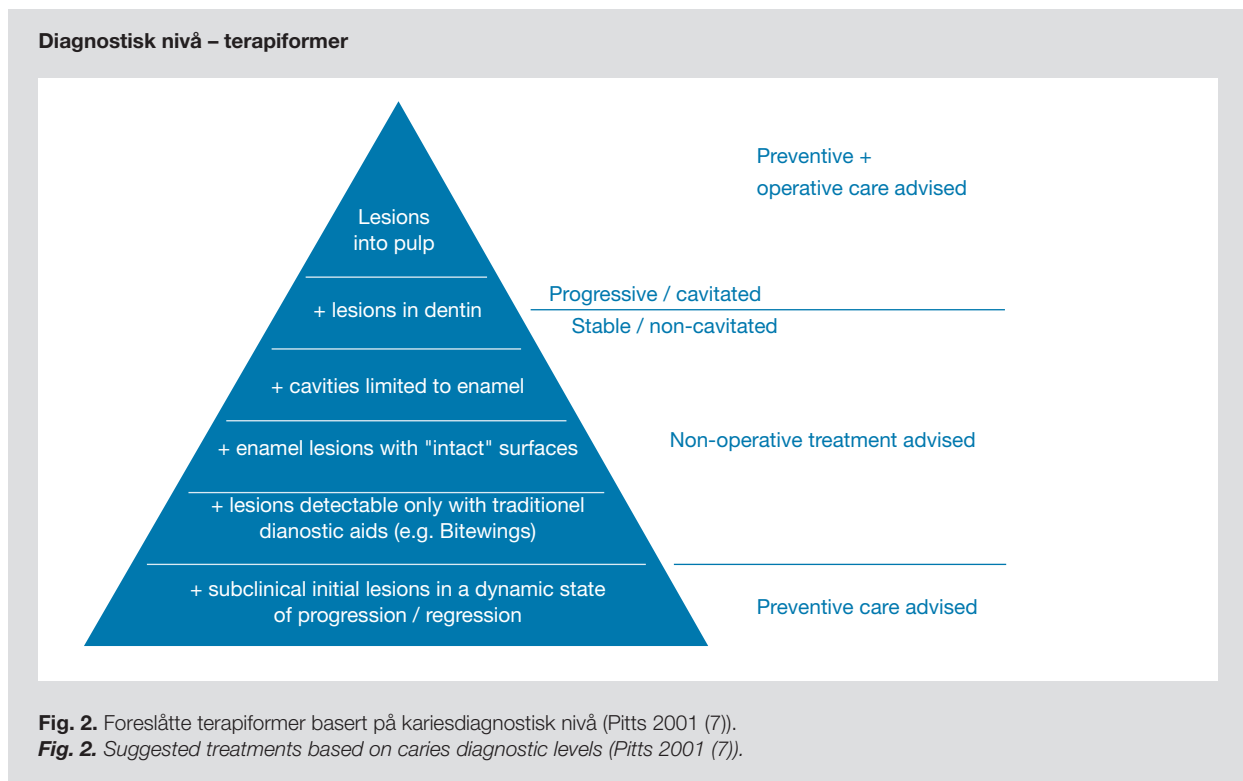 Diagnostisk nivå – terapiformer
Preventive +
operative care advised
Lesions
into pulp
Progressive / cavitated
+ lesions in dentin
Stable / non-cavitated
+ cavities limited to enamel
+ enamel lesions with "intact" surfaces
Non-operative treatment advised
+ lesions detectable only with traditionel
dianostic aids (e.g. Bitewings)
+ subclinical initial lesions in a dynamic state
of progression / regression
Preventive care advised
Fig. 2. Foreslåtte terapiformer basert på kariesdiagnostisk nivå (Pitts 2001 (7)).
Fig. 2. Suggested treatments based on caries diagnostic levels (Pitts 2001 (7)).